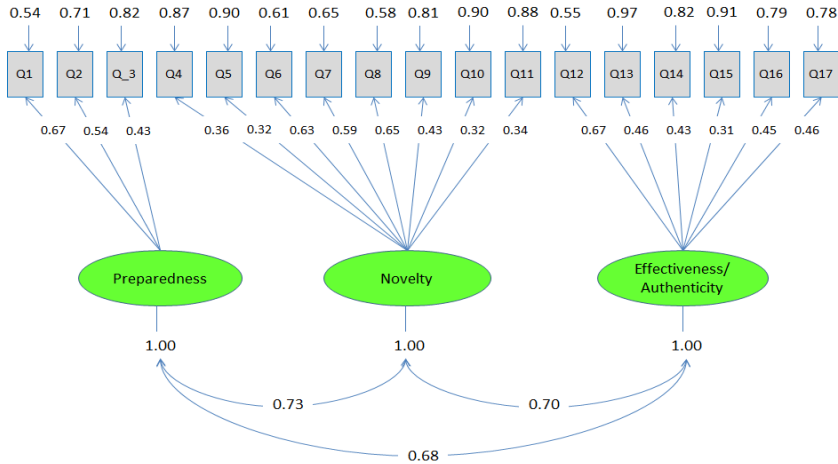 0.54 0.71 0.82 0.87 0.90 0.61 0.65 0.58 0.81 0.90 0.88 0.55 0.97 0.82 0.91 0.79 0.78
Q1 Q2 Q_3 Q4 Q5 Q6 Q7 Q8 Q9 Q10 Q11 Q12 Q13 Q14 Q15 Q16 Q17
0.67 0.54 0.43 0.36 0.32 0.63 0.59 0.65 0.43 0.32 0.34 0.67 0.46 0.43 0.31 0.45 0.46
Preparedness
Novelty
Effectiveness/
Authenticity
1.00 1.00 1.00
0.73 0.70
0.68